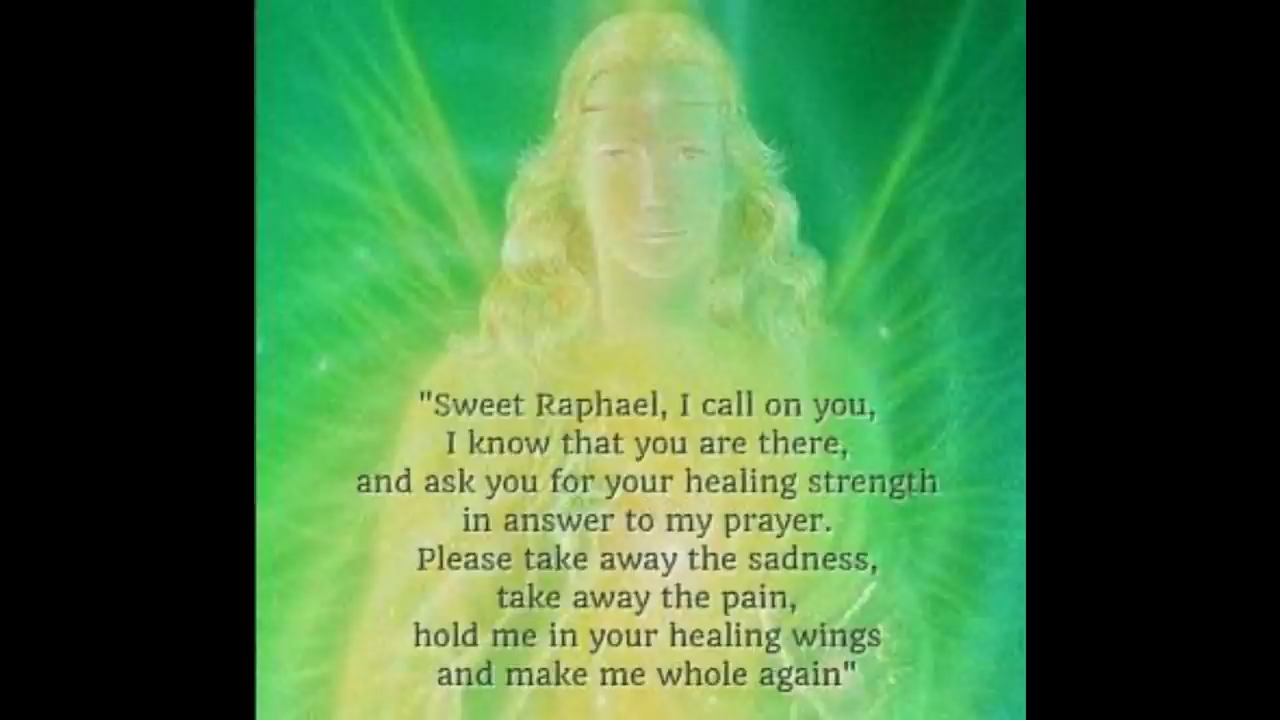 "Sweet Raphael, I call on you,
I know that you are there,
and ask you for your healing strength
in answer to my prayer.
Please take away the sadness,
take away the pain,
hold me in your healing wings
and make me whole again"